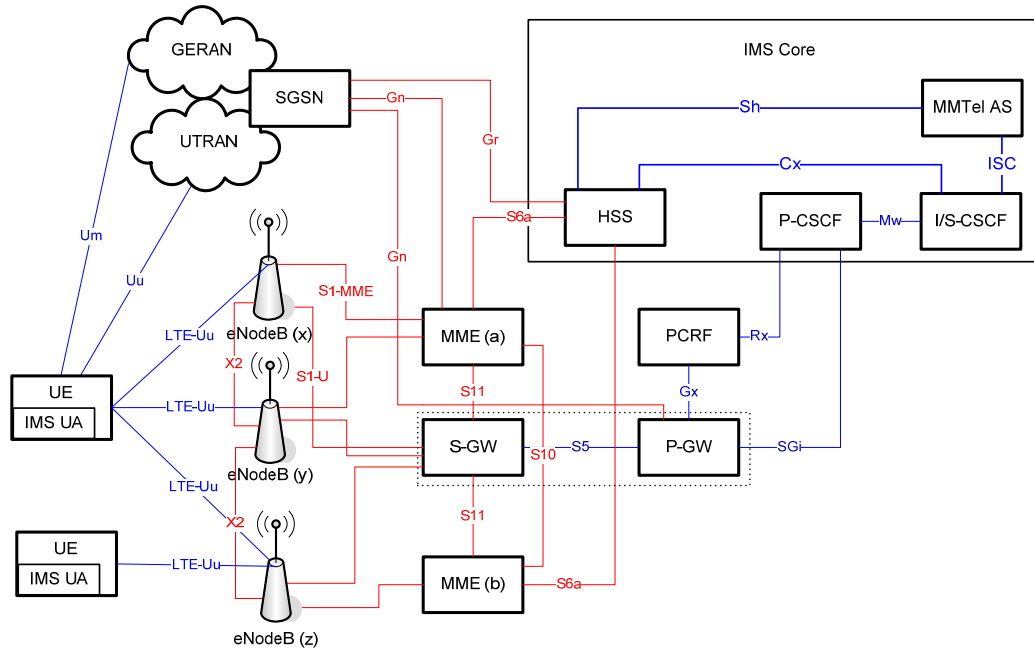 GERAN
IMS Core
SGSN
Gn
Sh
MMTel AS
UTRAN
Gr
Cx
ISC
HSS
P-CSCF
Mw
I/S-CSCF
S6a
Um
Gn
Uu
S1-MME
eNodeB (x)
LTE-Uu
MME (a)
PCRF
Rx
X2
S1-U
S11
Gx
UE
IMS UA
LTE-Uu
S-GW
S5
P-GW
SGi
S10
eNodeB (y)
LTE-Uu
X2
S11
UE
IMS UA
LTE-Uu
MME (b)
S6a
eNodeB (z)